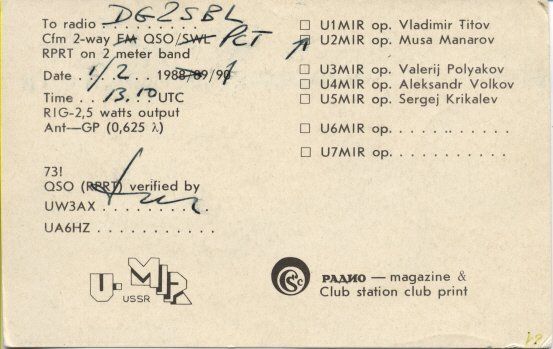 To radio DG2SBL
Cfm 2-way FM QSO/SWL PCT
RPRT on 2 meter band
Date . 1/2 . . 1988/89/90 1
Time . . 13.10 UTC
RIG-2,5 watts output
Ant—GP (0,625 λ)
73!
QSO (RPRT) verified by
UW3AX . . . . . . . . . .
UA6HZ . . . . . . . . . . .
U1MIR op. Vladimir Titov
U2MIR op. Musa Manarov
U3MIR op. Valerij Polyakov
U4MIR op. Aleksandr Volkov
U5MIR op. Sergej Krikalev
U6MIR op. . . . . . . . . . .
U7MIR op. . . . . . . . . . .
U·MIR
USSR
РАДИО — magazine &
Club station club print